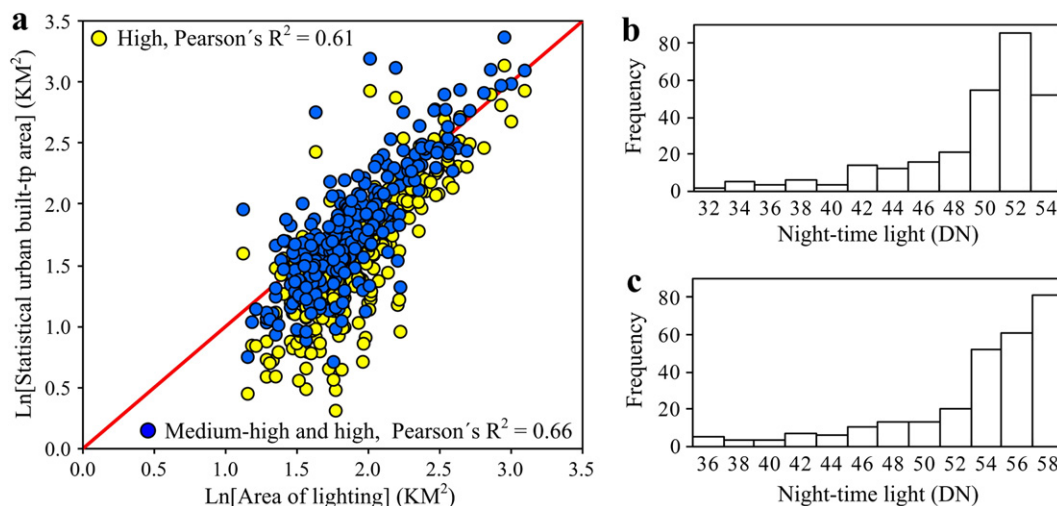 a
Ln[Statistical urban built-tp area] (KM²)
3.5
3.0
2.5
2.0
1.5
1.0
0.5
0.0
High, Pearson´s R² = 0.61
Medium-high and high, Pearson´s R² = 0.66
0.0 0.5 1.0 1.5 2.0 2.5 3.0 3.5
Ln[Area of lighting] (KM²)
b
Frequency
80
60
40
20
0
32 34 36 38 40 42 44 46 48 50 52 54
Night-time light (DN)
c
Frequency
80
60
40
20
0
36 38 40 42 44 46 48 50 52 54 56 58
Night-time light (DN)